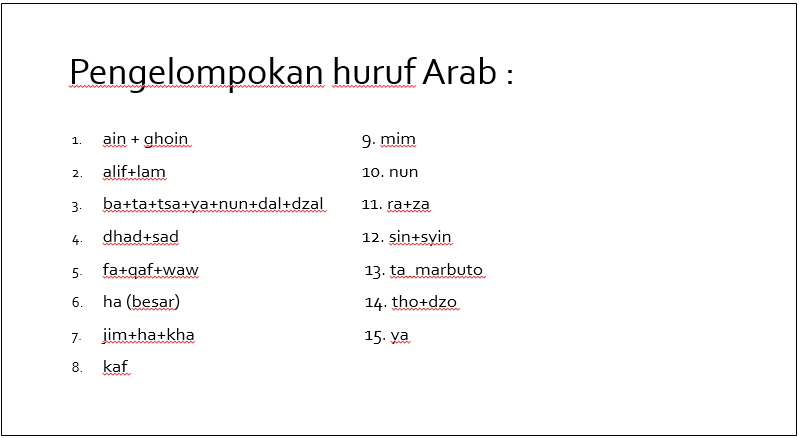 Pengelompokan huruf Arab :
1. ain + ghoin
2. alif+lam
3. ba+ta+tsa+ya+nun+dal+dzal
4. dhad+sad
5. fa+qaf+waw
6. ha (besar)
7. jim+ha+kha
8. kaf
9. mim
10. nun
11. ra+za
12. sin+syin
13. ta_marbuto
14. tho+dzo
15. ya